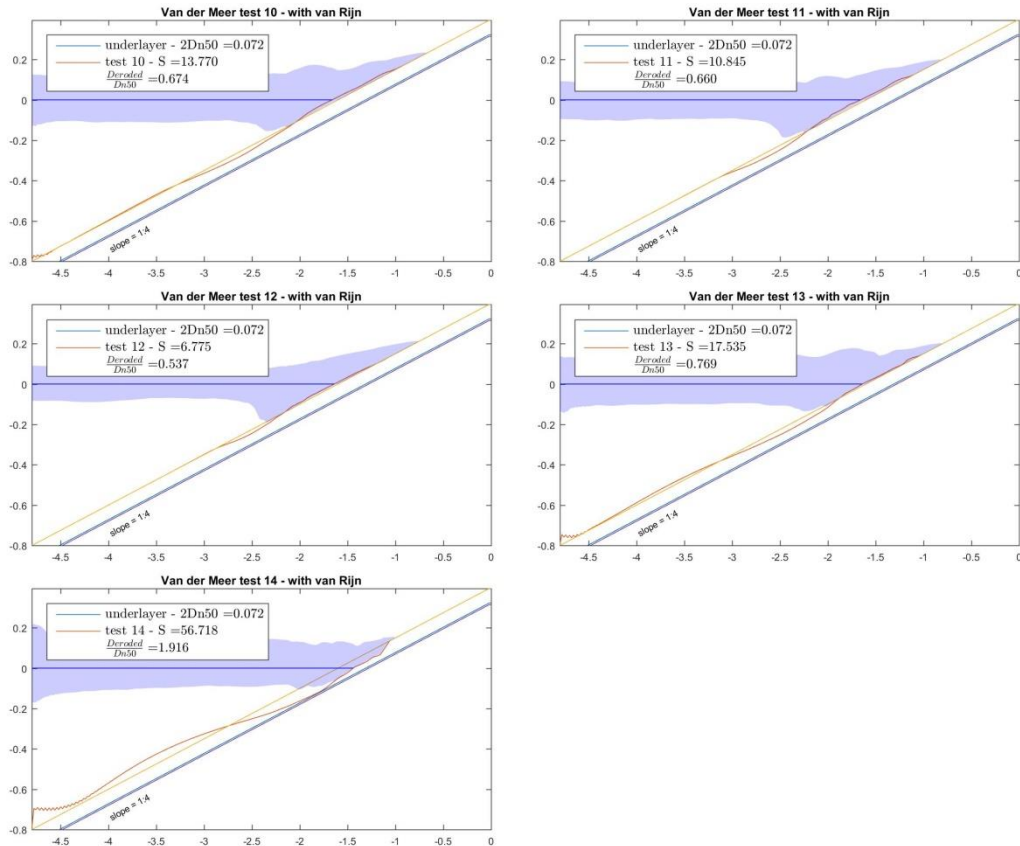 Van der Meer test 10 - with van Rijn
underlayer - 2Dn50 =0.072
test 10 - S =13.770
Deroded/Dn50 =0.674
0.2
0
-0.2
-0.4
-0.6
-0.8
slope = 1:4
-4.5 -4 -3.5 -3 -2.5 -2 -1.5 -1 -0.5 0
Van der Meer test 11 - with van Rijn
underlayer - 2Dn50 =0.072
test 11 - S =10.845
Deroded/Dn50 =0.660
0.2
0
-0.2
-0.4
-0.6
-0.8
slope = 1:4
-4.5 -4 -3.5 -3 -2.5 -2 -1.5 -1 -0.5 0
Van der Meer test 12 - with van Rijn
underlayer - 2Dn50 =0.072
test 12 - S =6.775
Deroded/Dn50 =0.537
0.2
0
-0.2
-0.4
-0.6
-0.8
slope = 1:4
-4.5 -4 -3.5 -3 -2.5 -2 -1.5 -1 -0.5 0
Van der Meer test 13 - with van Rijn
underlayer - 2Dn50 =0.072
test 13 - S =17.535
Deroded/Dn50 =0.769
0.2
0
-0.2
-0.4
-0.6
-0.8
slope = 1:4
-4.5 -4 -3.5 -3 -2.5 -2 -1.5 -1 -0.5 0
Van der Meer test 14 - with van Rijn
underlayer - 2Dn50 =0.072
test 14 - S =56.718
Deroded/Dn50 =1.916
0.2
0
-0.2
-0.4
-0.6
-0.8
slope = 1:4
-4.5 -4 -3.5 -3 -2.5 -2 -1.5 -1 -0.5 0